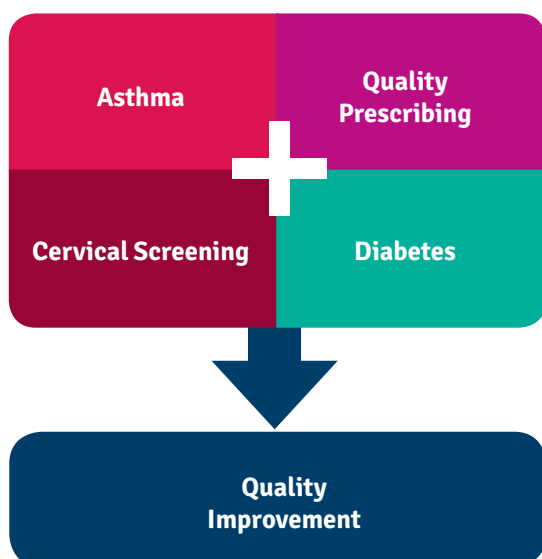 Asthma
Quality
Prescribing
Cervical Screening
Diabetes
Quality
Improvement